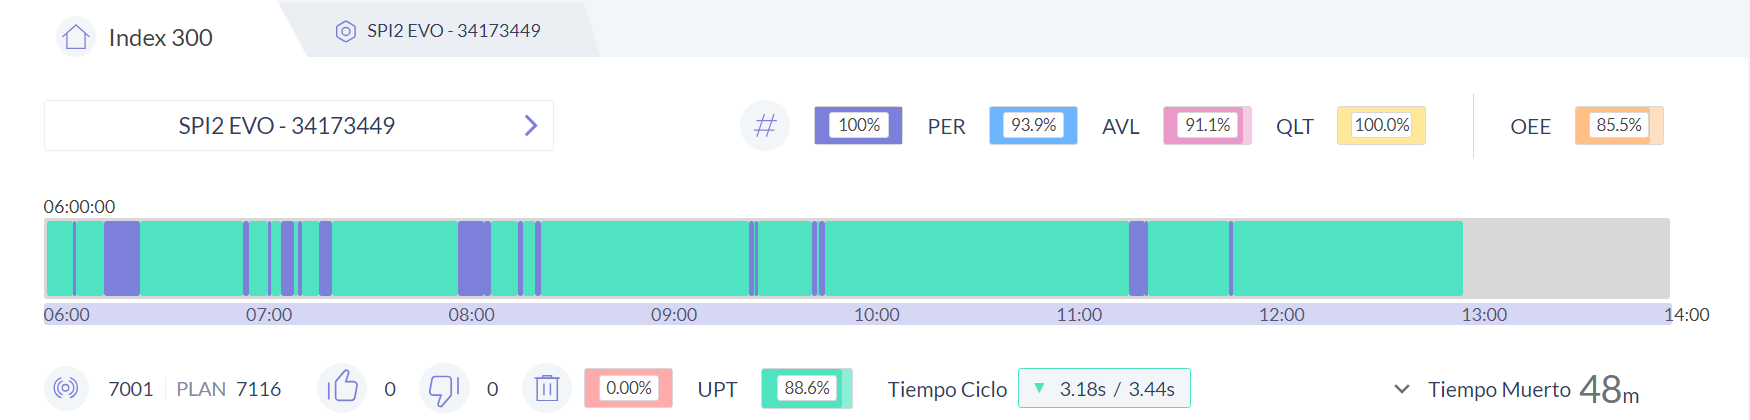 Index 300
SPI2 EVO - 34173449
SPI2 EVO - 34173449
# 100% PER 93.9% AVL 91.1% QLT 100.0% OEE 85.5%
06:00:00
06:00 07:00 08:00 09:00 10:00 11:00 12:00 13:00 14:00
7001 PLAN 7116 0 0 0.00% UPT 88.6% Tiempo Ciclo ▼ 3.18s / 3.44s Tiempo Muerto 48m